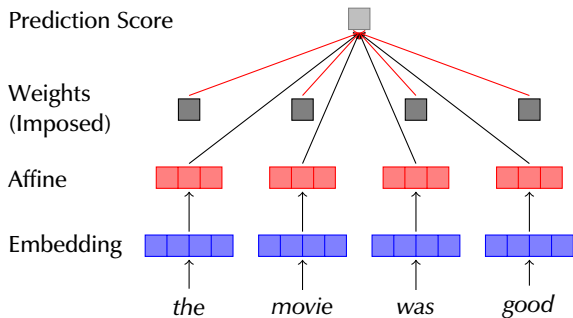 Prediction Score
Weights
(Imposed)
Affine
Embedding
the movie was good